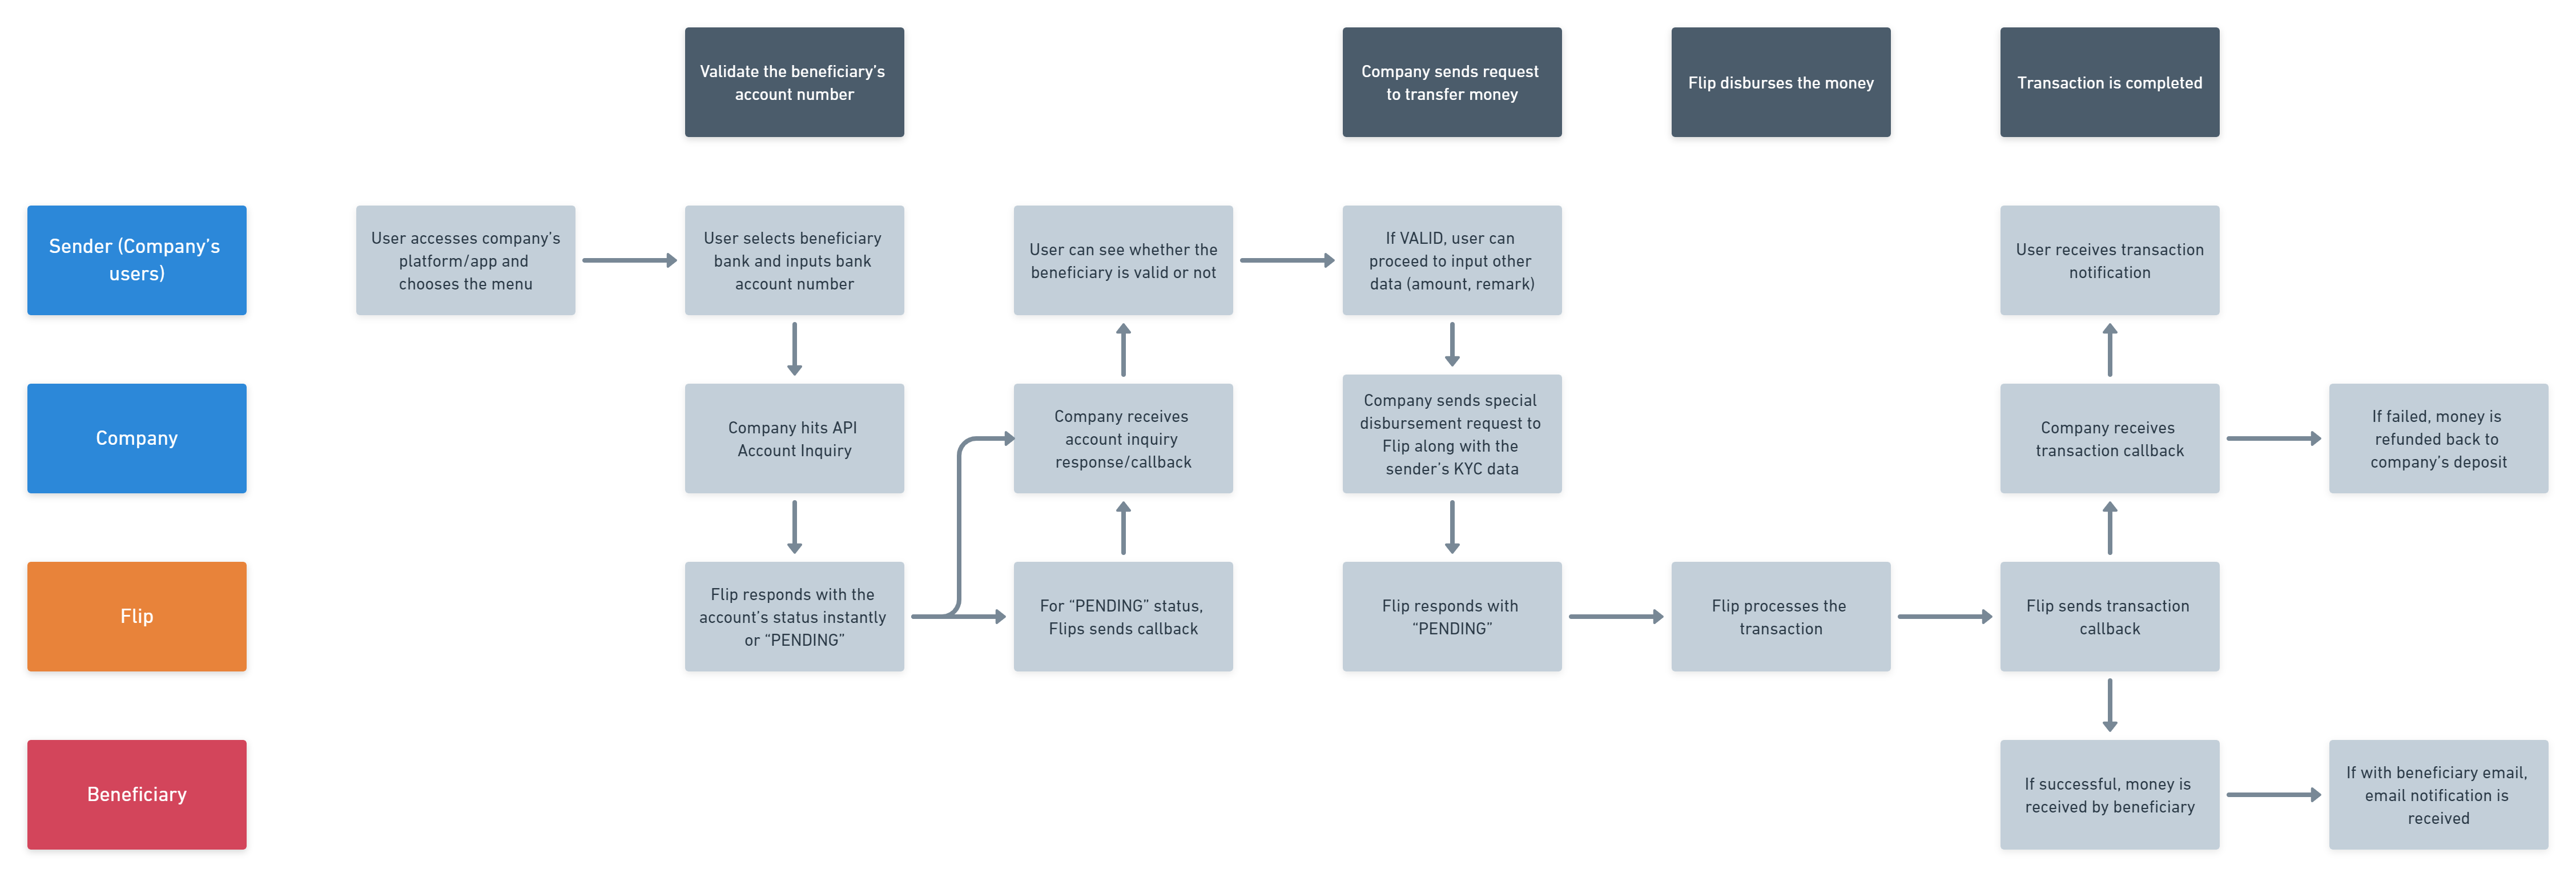 Validate the beneficiary's
account number
Company sends request
to transfer money
Flip disburses the money
Transaction is completed
Sender (Company's
users)
User accesses company's
platform/app and
chooses the menu
User selects beneficiary
bank and inputs bank
account number
User can see whether the
beneficiary is valid or not
If VALID, user can
proceed to input other
data (amount, remark)
User receives transaction
notification
Company
Company hits API
Account Inquiry
Company receives
account inquiry
response/callback
Company sends special
disbursement request to
Flip along with the
sender's KYC data
Company receives
transaction callback
If failed, money is
refunded back to
company's deposit
Flip
Flip responds with the
account's status instantly
or “PENDING”
For “PENDING” status,
Flips sends callback
Flip responds with
“PENDING”
Flip processes the
transaction
Flip sends transaction
callback
Beneficiary
If successful, money is
received by beneficiary
If with beneficiary email,
email notification is
received